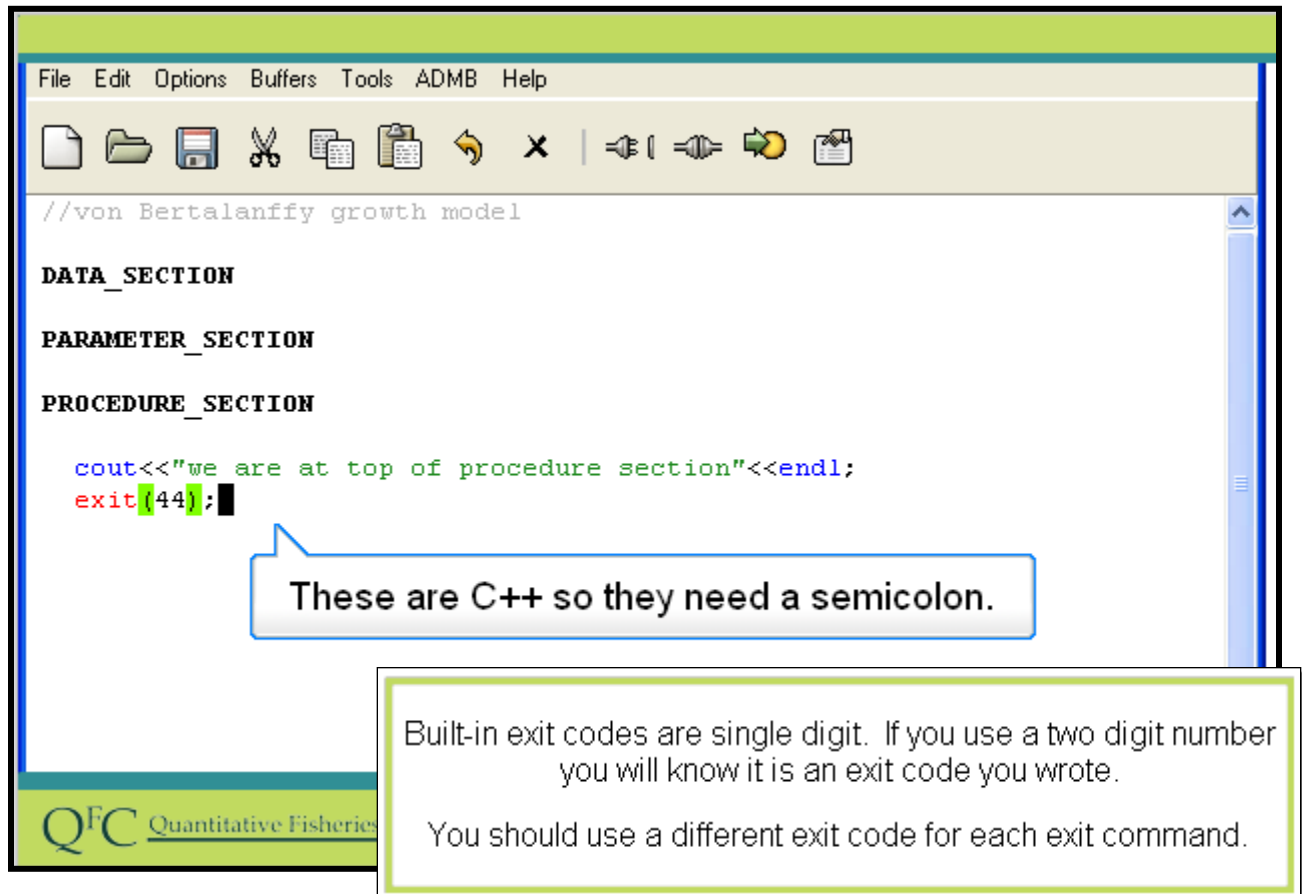 File Edit Options Buffers Tools ADMB Help
//von Bertalanffy growth model
DATA_SECTION
PARAMETER_SECTION
PROCEDURE_SECTION
cout<<"we are at top of procedure section"<<endl;
exit(44);
These are C++ so they need a semicolon.
Built-in exit codes are single digit. If you use a two digit number
you will know it is an exit code you wrote.
You should use a different exit code for each exit command.
QFC Quantitative Fisheries